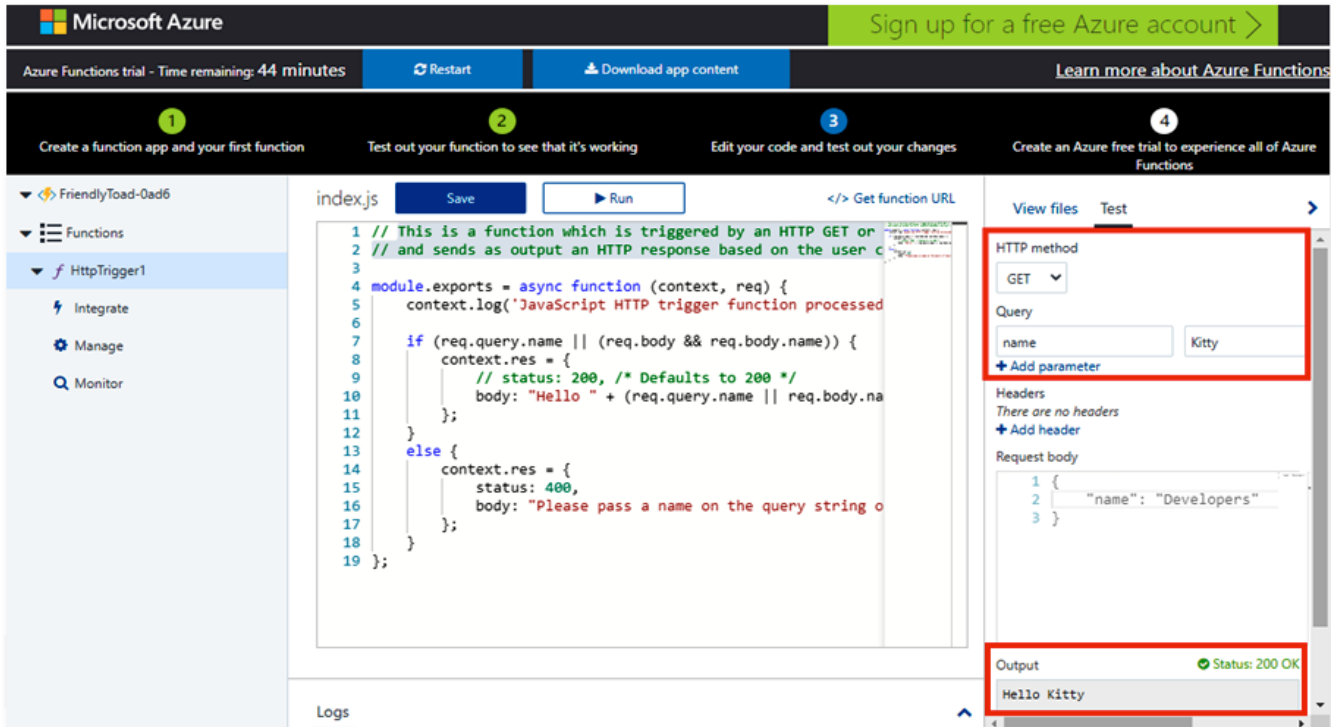 Microsoft Azure
Sign up for a free Azure account
Azure Functions trial - Time remaining: 44 minutes
Restart
Download app content
Learn more about Azure Functions
1
Create a function app and your first function
2
Test out your function to see that it's working
3
Edit your code and test out your changes
4
Create an Azure free trial to experience all of Azure
Functions
FriendlyToad-0ad6
Functions
f HttpTrigger1
Integrate
Manage
Monitor
index.js
Save
Run
</> Get function URL
1 // This is a function which is triggered by an HTTP GET or
2 // and sends as output an HTTP response based on the user c
3
4 module.exports = async function (context, req) {
5 context.log('JavaScript HTTP trigger function processed
6
7 if (req.query.name || (req.body && req.body.name)) {
8 context.res = {
9 // status: 200, /* Defaults to 200 */
10 body: "Hello " + (req.query.name || req.body.na
11 };
12 }
13 else {
14 context.res = {
15 status: 400,
16 body: "Please pass a name on the query string o
17 };
18 }
19 };
Logs
View files
Test
HTTP method
GET
Query
name
Kitty
+ Add parameter
Headers
There are no headers
+ Add header
Request body
1 {
2 "name": "Developers"
3 }
Output
Status: 200 OK
Hello Kitty